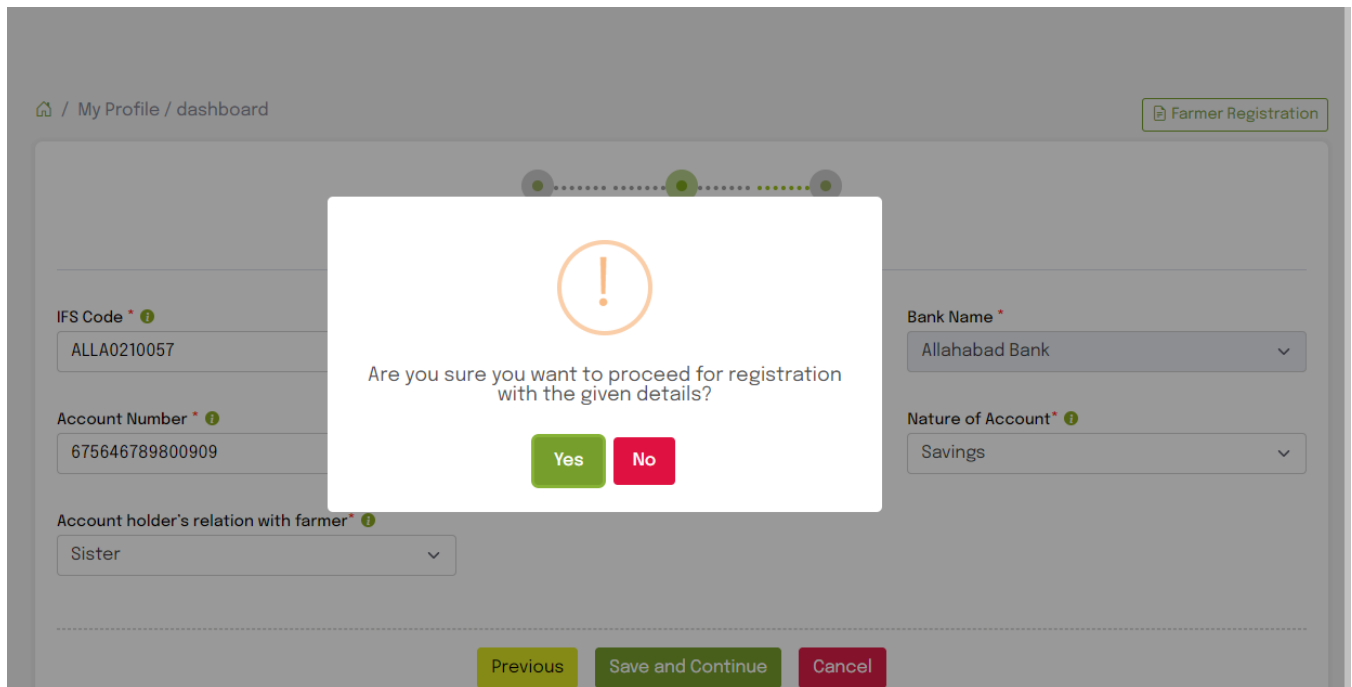 / My Profile / dashboard
Farmer Registration
IFS Code *
ALLA0210057
Bank Name *
Allahabad Bank
!
Are you sure you want to proceed for registration
with the given details?
Yes No
Account Number *
675646789800909
Nature of Account*
Savings
Account holder's relation with farmer*
Sister
Previous Save and Continue Cancel